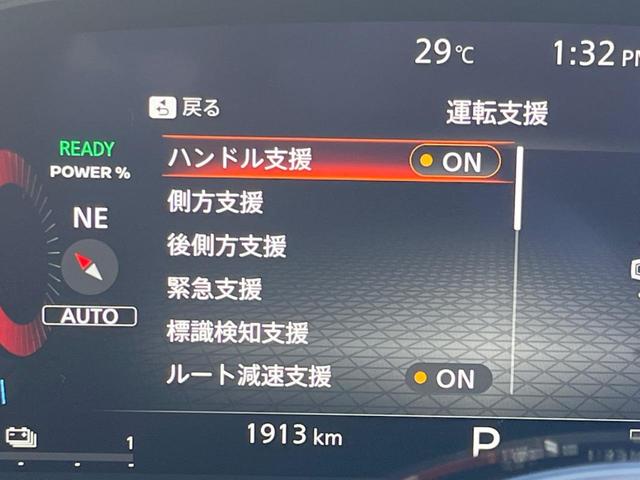 29℃ 1:32 PM
戻る
運転支援
READY
POWER %
NE
AUTO
ハンドル支援 ON
側方支援
後側方支援
緊急支援
標識検知支援
ルート減速支援 ON
1
1913 km
P